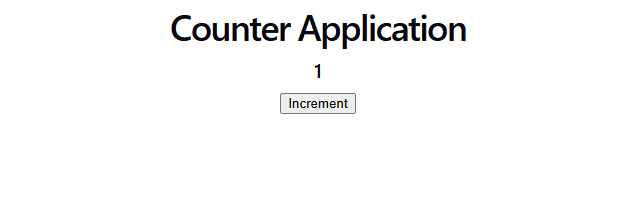 Counter Application
1
Increment